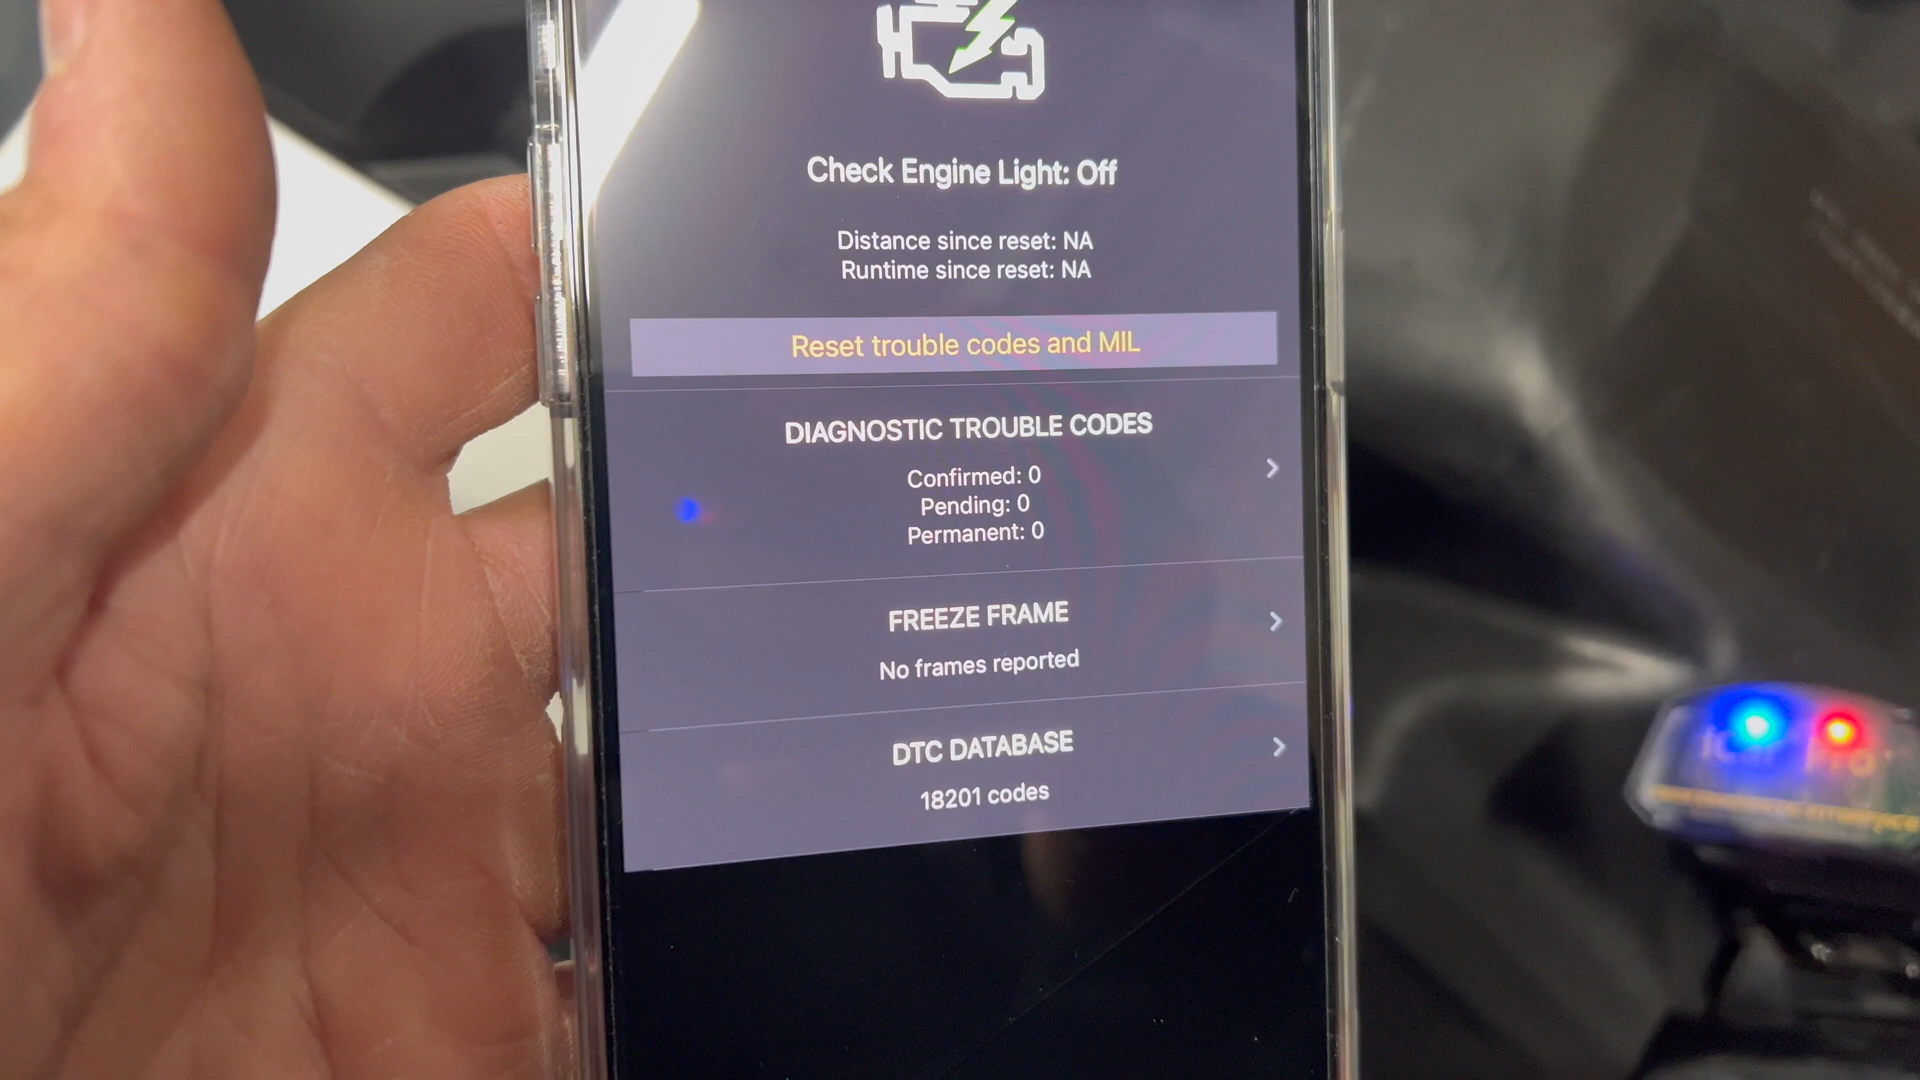 Check Engine Light: Off
Distance since reset: NA
Runtime since reset: NA
Reset trouble codes and MIL
DIAGNOSTIC TROUBLE CODES
Confirmed: 0
Pending: 0
Permanent: 0
FREEZE FRAME
No frames reported
DTC DATABASE
18201 codes